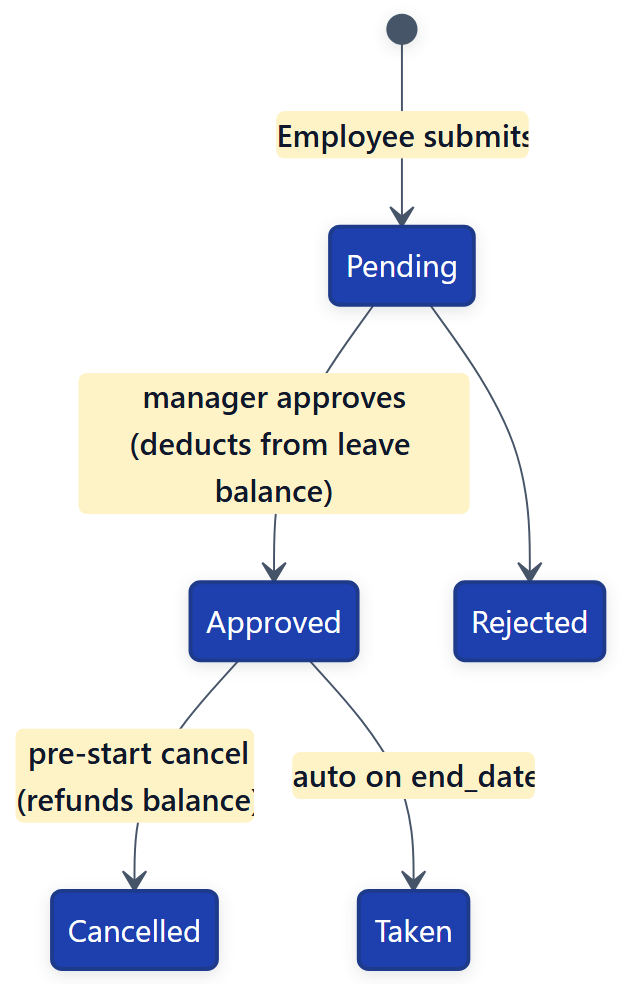 Employee submits
Pending
manager approves
(deducts from leave
balance)
Approved
Rejected
pre-start cancel
(refunds balance)
auto on end_date
Cancelled
Taken